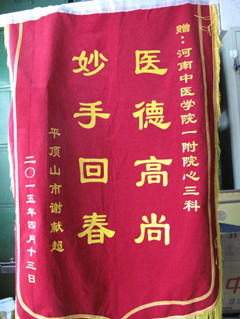 赠:河南中医学院一附院心三科
医德高尚
妙手回春
平顶山市谢献超
二〇一五年四月十三日